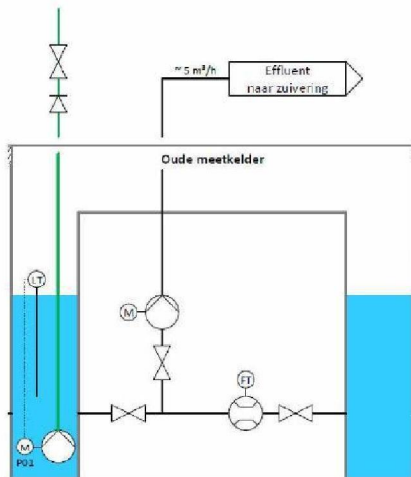 ~ 5 m³/h
Effluent
naar zuivering
Oude meetkelder
LT
M
FT
M
P01